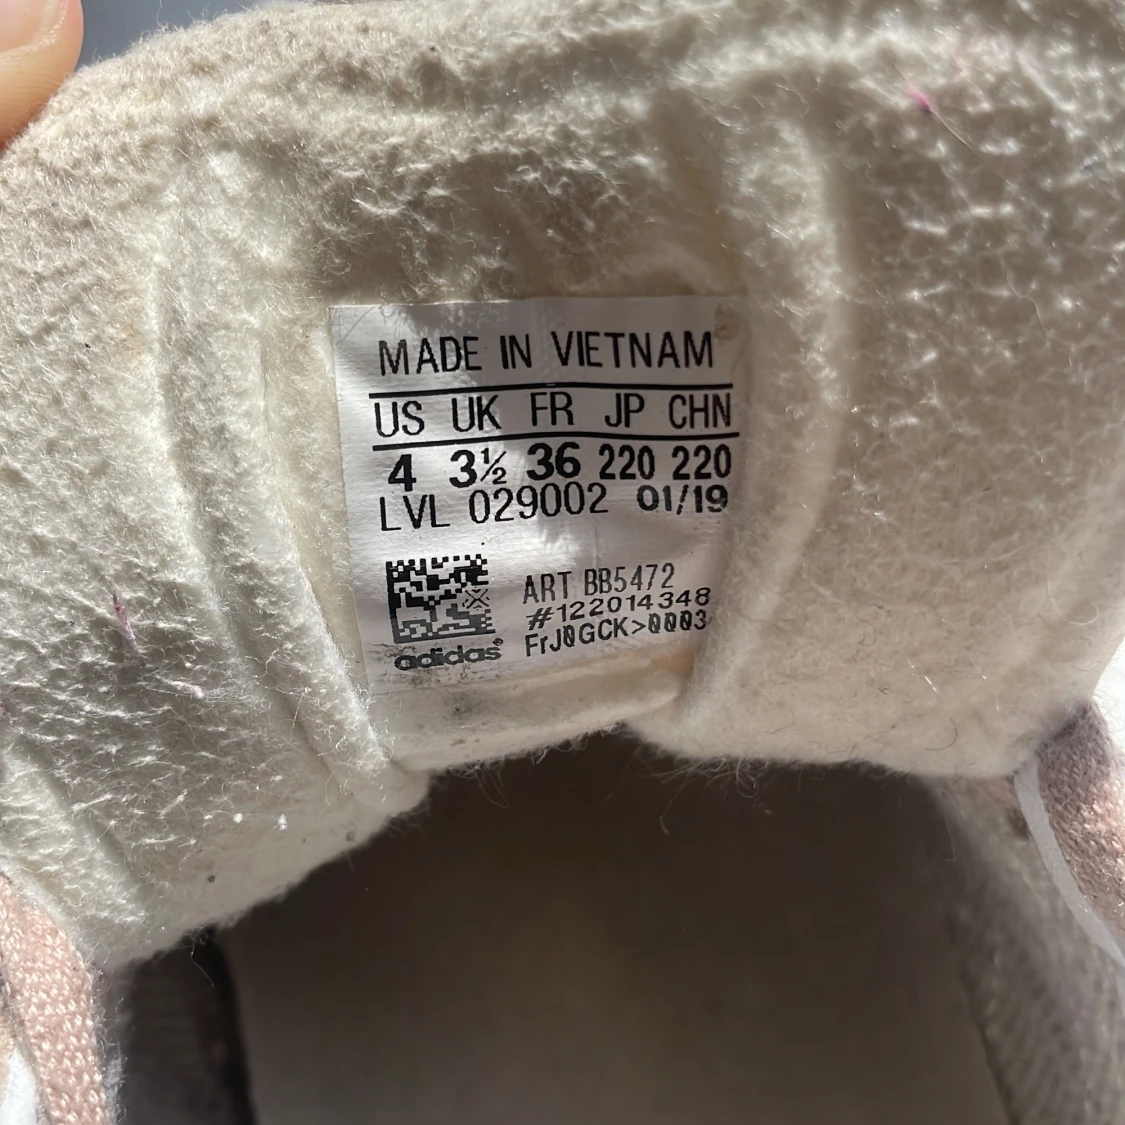 MADE IN VIETNAM
US UK FR JP CHN
4 3½ 36 220 220
LVL 029002 01/19
ART BB5472
#122014348
FrJ0GCK>0003
adidas®